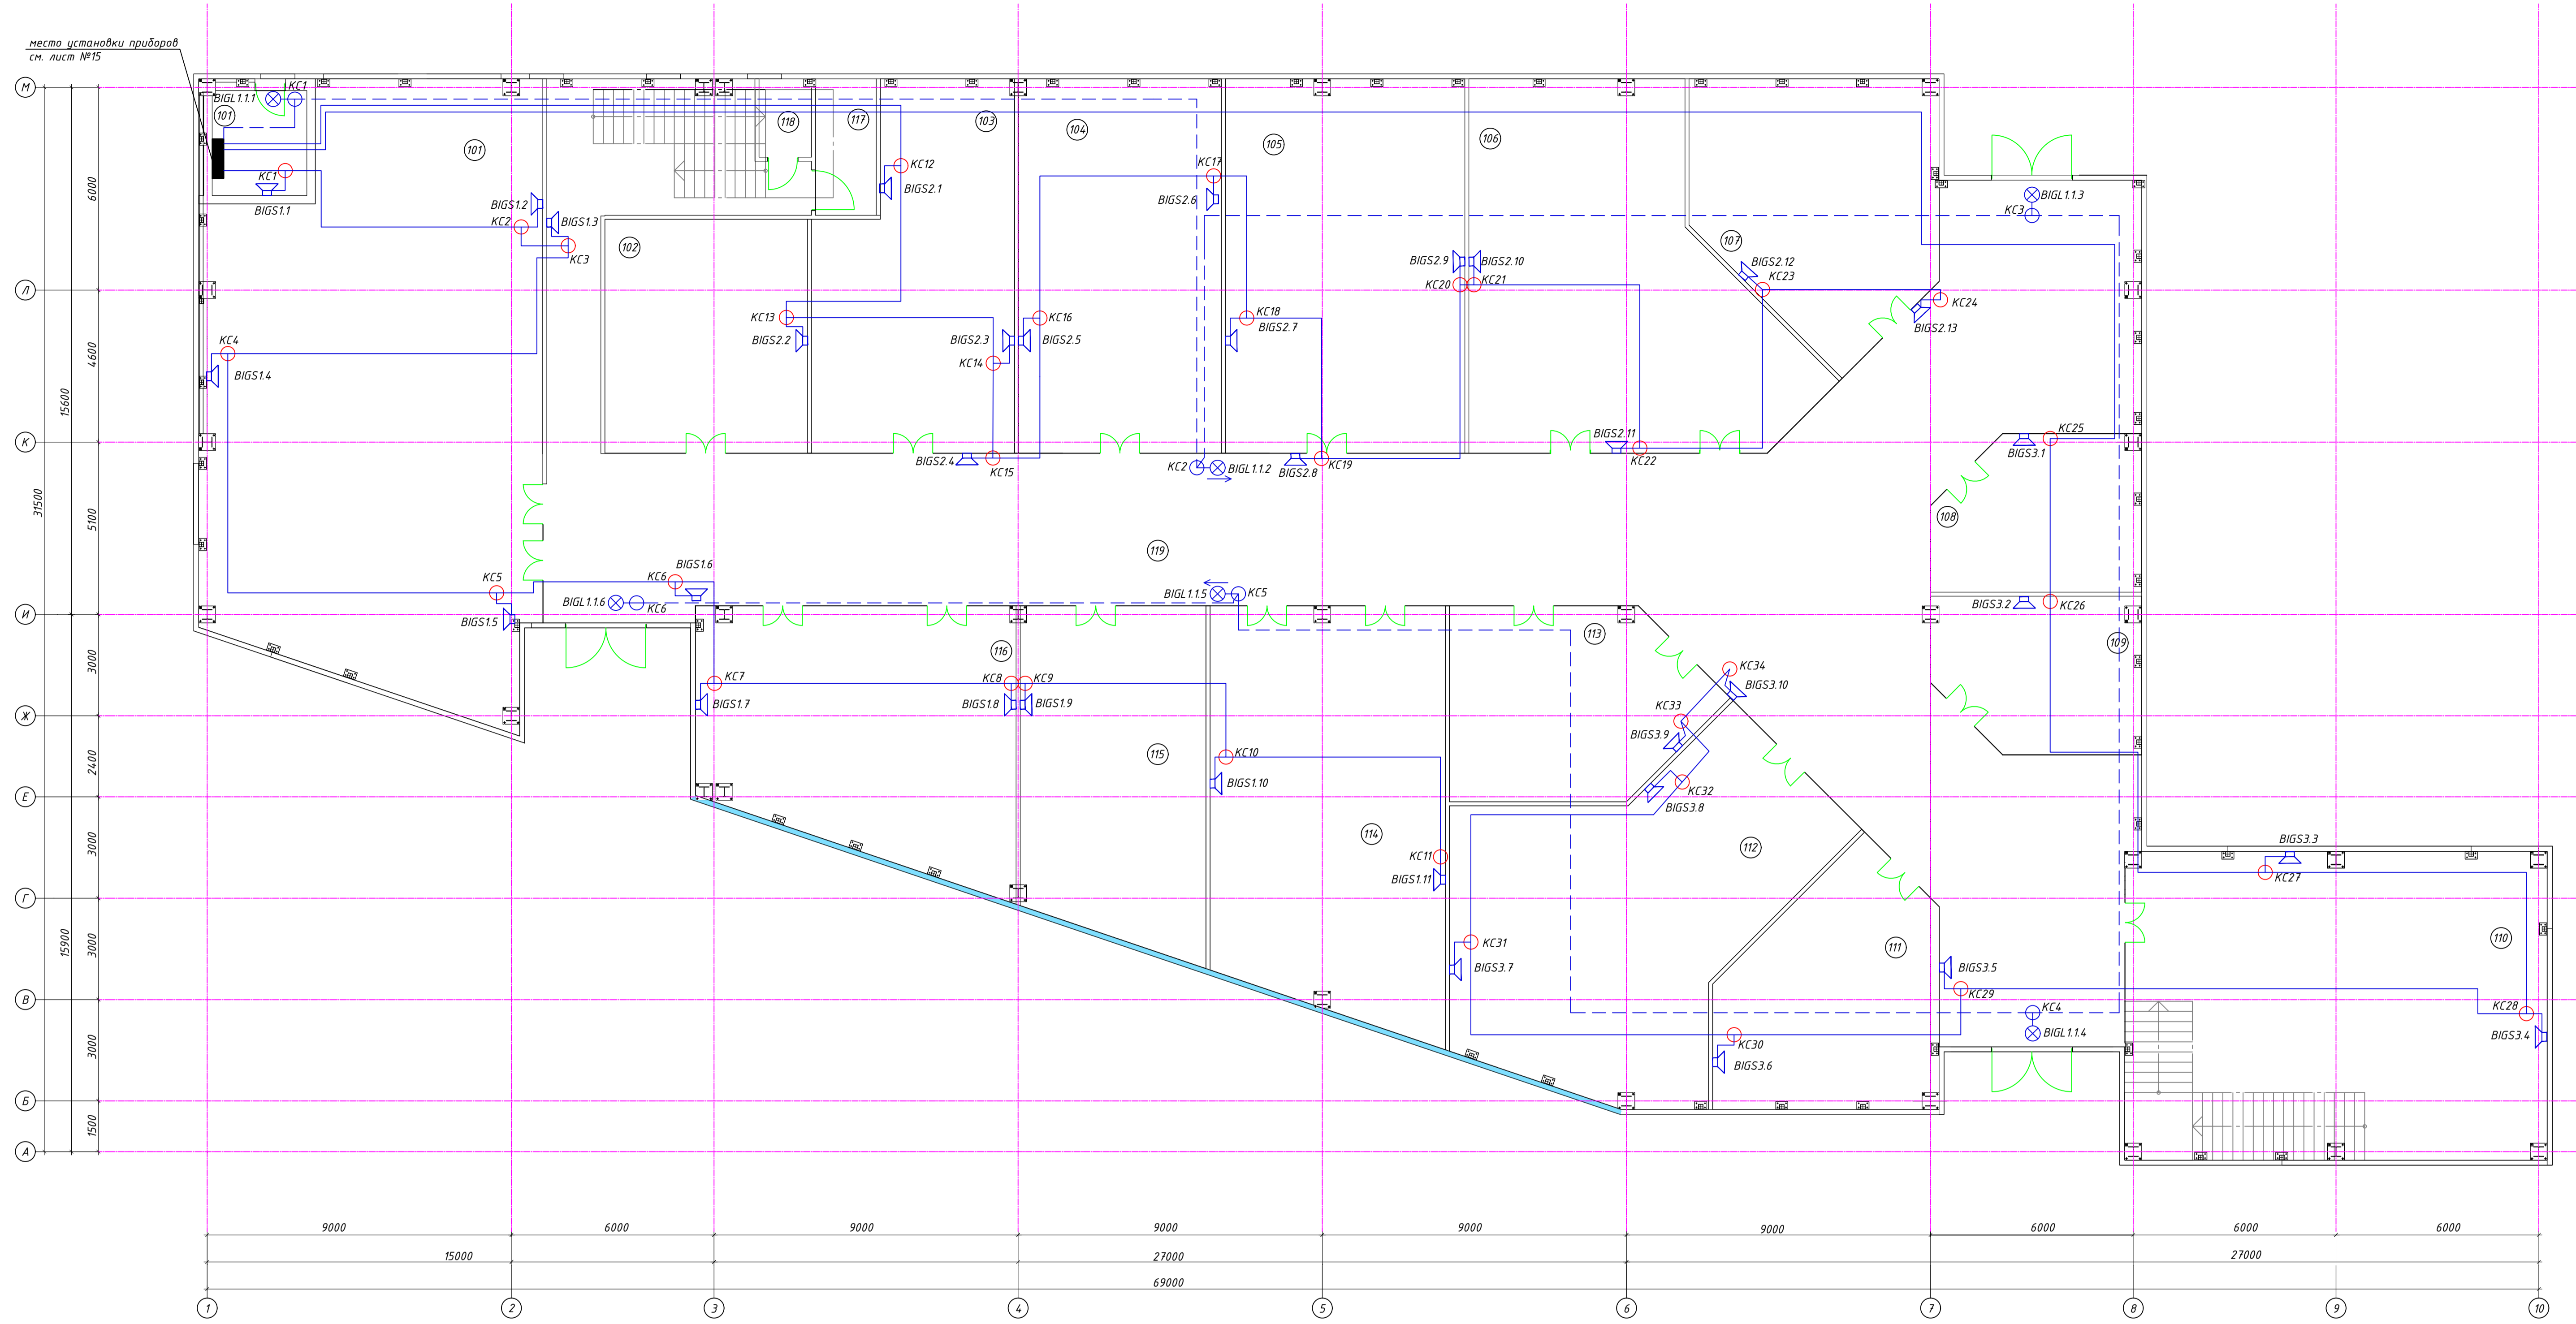 место установки приборов
см. лист №15
М
Л
К
И
Ж
Е
Г
В
Б
А
31500
15600
15900
6000
4600
5100
3000
2400
3000
3000
3000
1500
BIGL1.1.1
КС1
101
101
118
117
103
104
105
106
КС1
BIGS1.1
BIGS1.2
КС2
BIGS1.3
КС3
102
КС12
BIGS2.1
КС17
BIGS2.6
BIGL1.1.3
КС3
107
BIGS2.9
BIGS2.10
КС20
КС21
BIGS2.12
КС23
КС24
BIGS2.13
КС4
BIGS1.4
КС13
BIGS2.2
BIGS2.3
КС14
КС16
BIGS2.5
КС18
BIGS2.7
BIGS2.4
КС15
КС2
BIGL1.1.2
BIGS2.8
КС19
BIGS2.11
КС22
КС25
BIGS3.1
108
119
КС5
BIGS1.5
BIGS1.6
КС6
BIGL1.1.6
КС6
BIGL1.1.5
КС5
BIGS3.2
КС26
109
116
113
КС7
BIGS1.7
КС8
BIGS1.8
КС9
BIGS1.9
КС34
BIGS3.10
КС33
BIGS3.9
115
КС10
BIGS1.10
КС32
BIGS3.8
114
КС11
BIGS1.11
112
BIGS3.3
КС27
КС31
BIGS3.7
111
110
BIGS3.5
КС29
КС4
BIGL1.1.4
КС28
BIGS3.4
КС30
BIGS3.6
9000
6000
9000
9000
9000
9000
6000
6000
6000
15000
27000
27000
69000
1
2
3
4
5
6
7
8
9
10